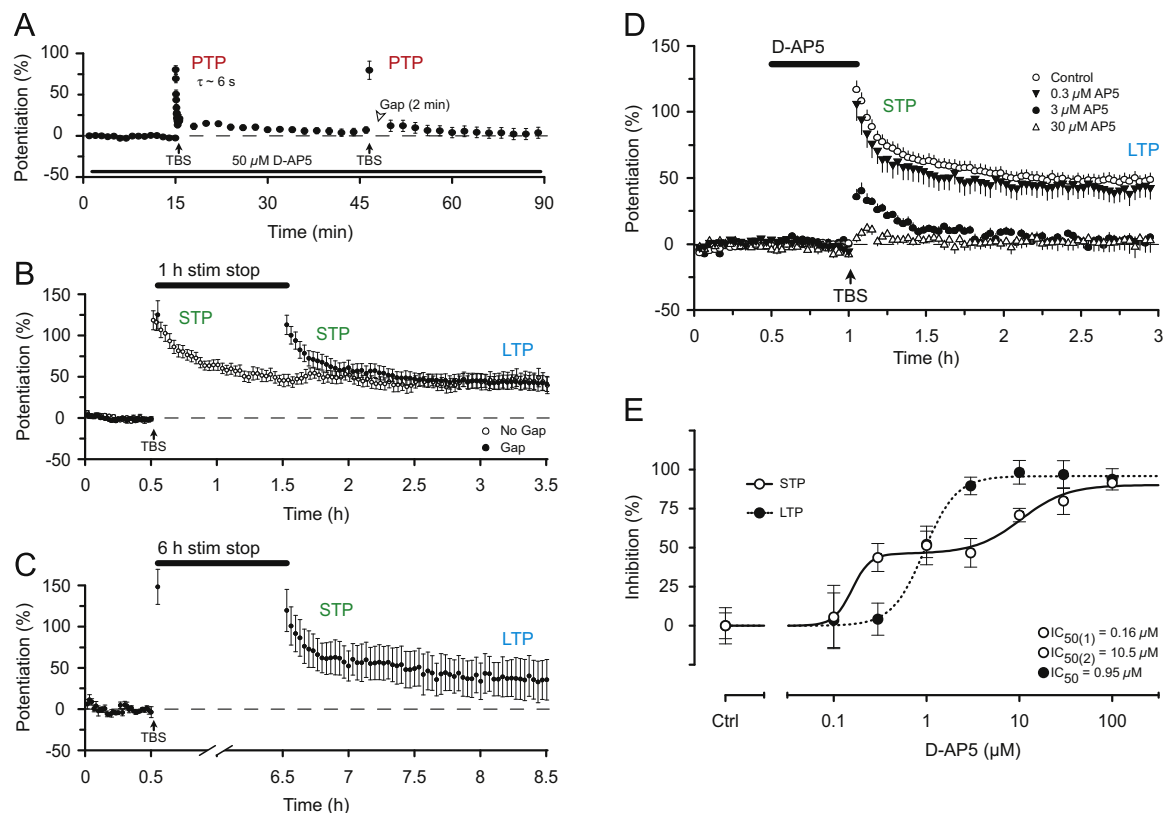 A
Potentiation (%)
100
50
0
-50
PTP
τ ~ 6 s
PTP
Gap (2 min)
TBS
50 µM D-AP5
TBS
0
15
30
45
60
90
Time (min)
B
1 h stim stop
Potentiation (%)
150
100
50
0
-50
STP
STP
LTP
TBS
No Gap
Gap
0
0.5
1
1.5
2
2.5
3
3.5
Time (h)
C
6 h stim stop
Potentiation (%)
150
100
50
0
-50
STP
LTP
TBS
0
0.5
6.5
7
7.5
8
8.5
Time (h)
D
Potentiation (%)
150
100
50
0
-50
D-AP5
STP
Control
0.3 µM AP5
3 µM AP5
30 µM AP5
LTP
TBS
0
0.5
1
1.5
2
2.5
3
Time (h)
E
Inhibition (%)
100
75
50
25
0
STP
LTP
IC50(1) = 0.16 µM
IC50(2) = 10.5 µM
IC50 = 0.95 µM
Ctrl
0.1
1
10
100
D-AP5 (µM)